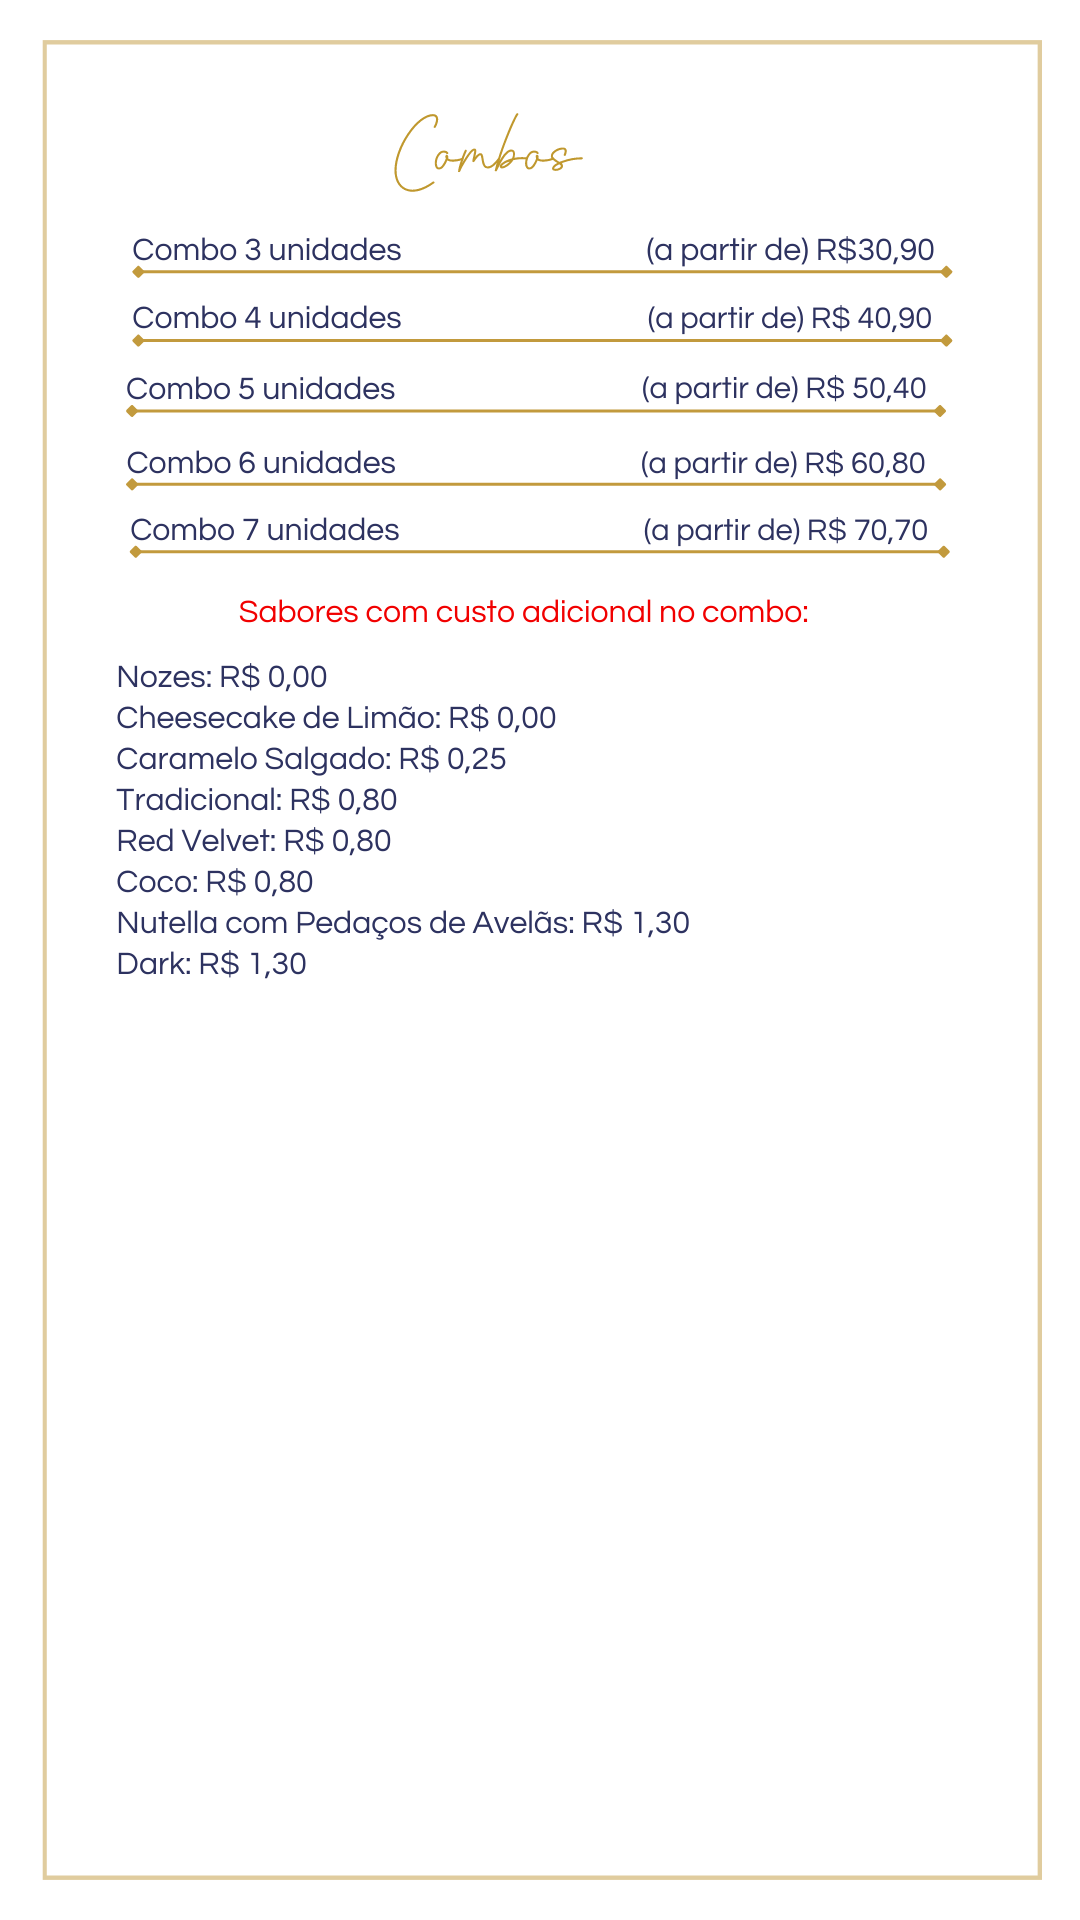 Combos
Combo 3 unidades (a partir de) R$30,90
Combo 4 unidades (a partir de) R$ 40,90
Combo 5 unidades (a partir de) R$ 50,40
Combo 6 unidades (a partir de) R$ 60,80
Combo 7 unidades (a partir de) R$ 70,70
Sabores com custo adicional no combo:
Nozes: R$ 0,00
Cheesecake de Limão: R$ 0,00
Caramelo Salgado: R$ 0,25
Tradicional: R$ 0,80
Red Velvet: R$ 0,80
Coco: R$ 0,80
Nutella com Pedaços de Avelãs: R$ 1,30
Dark: R$ 1,30